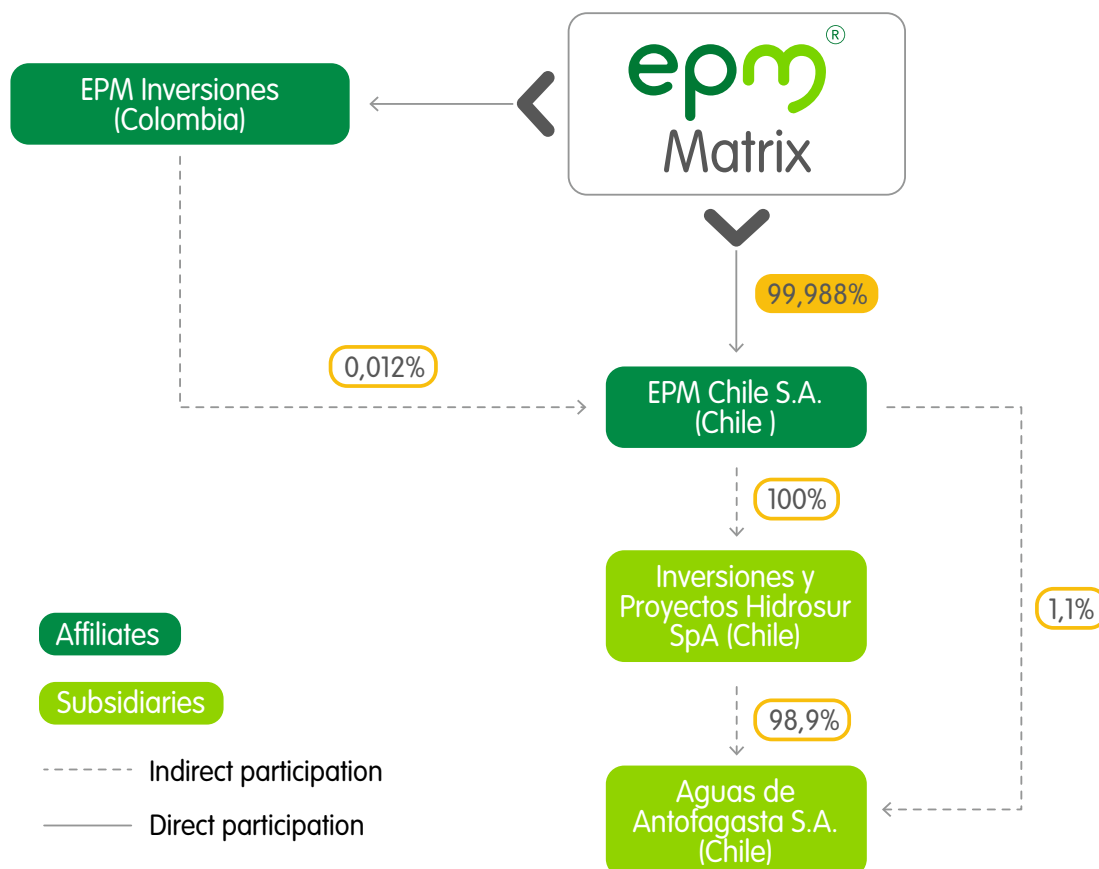 epm®
Matrix
EPM Inversiones
(Colombia)
99,988%
0,012%
EPM Chile S.A.
(Chile )
100%
Inversiones y
Proyectos Hidrosur
SpA (Chile)
1,1%
98,9%
Aguas de
Antofagasta S.A.
(Chile)
Affiliates
Subsidiaries
Indirect participation
Direct participation